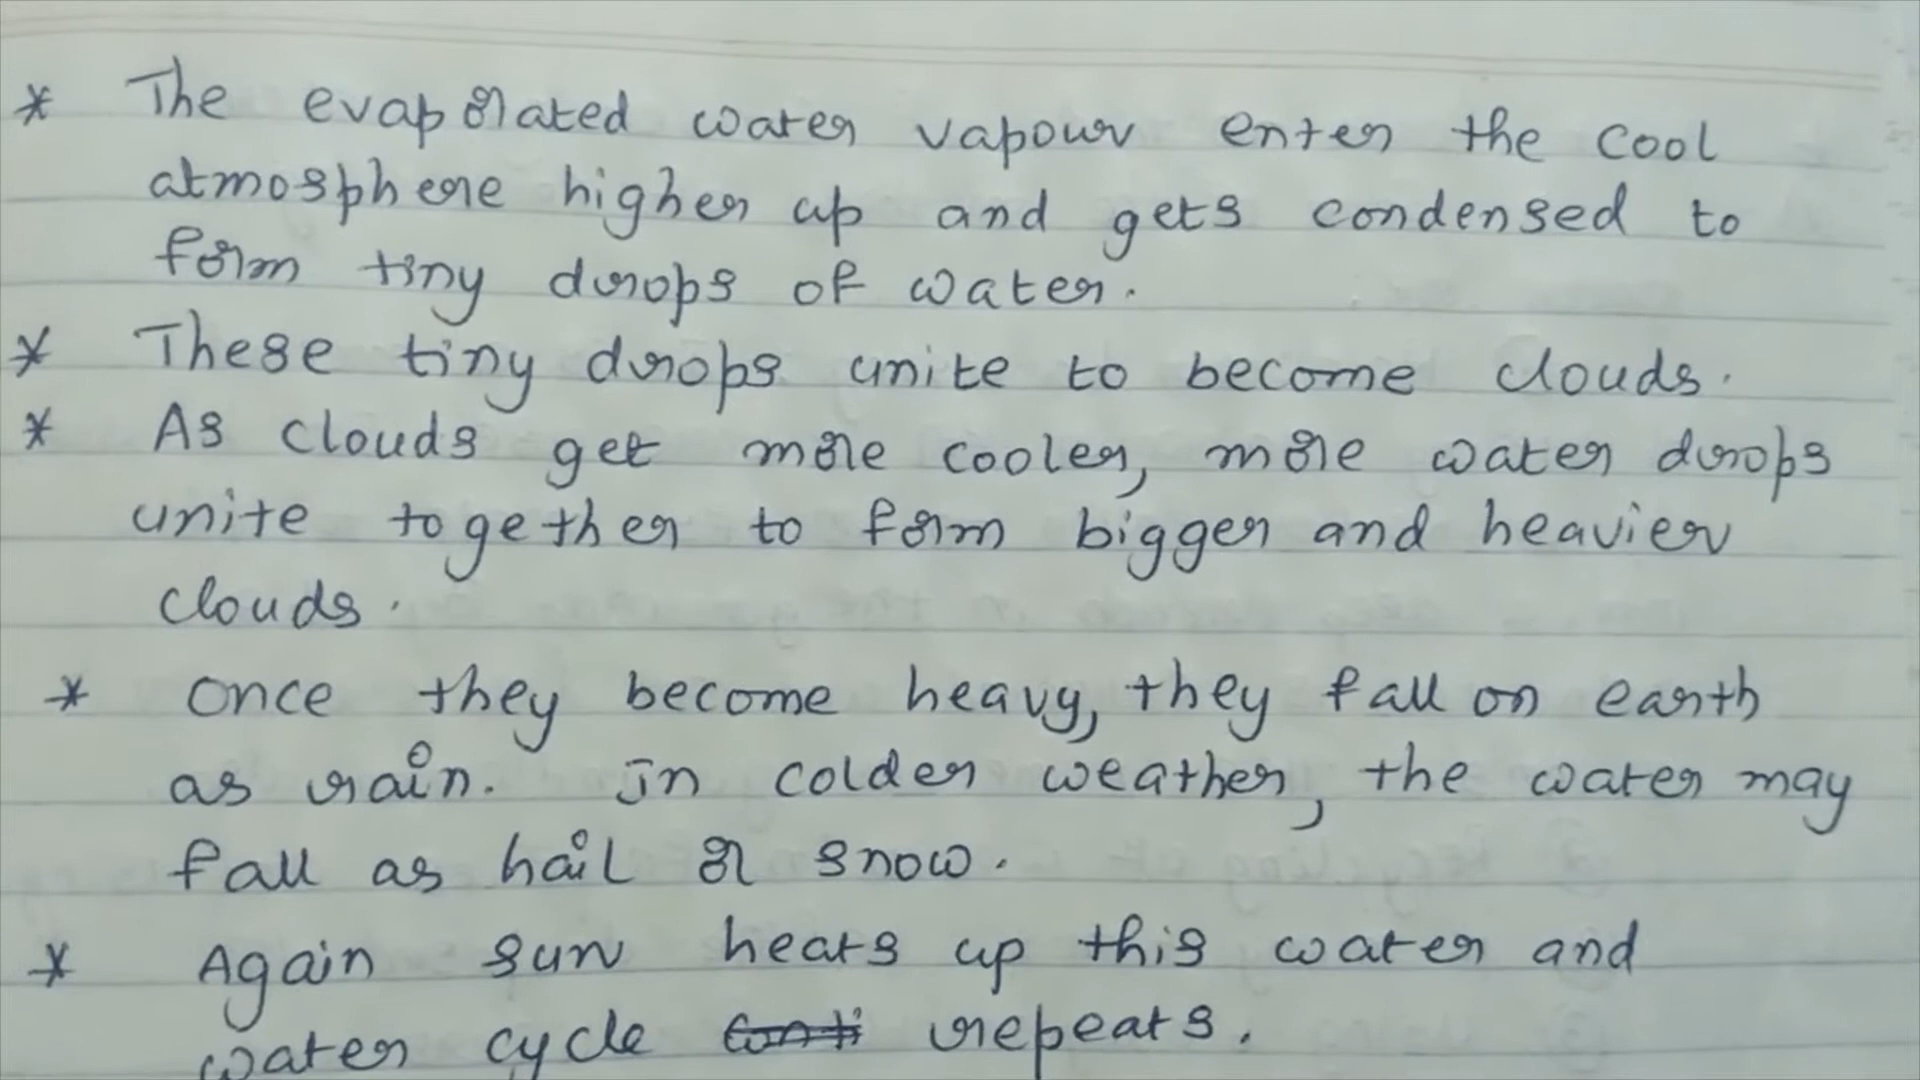 * The evaporated water vapour enter the cool
atmosphere higher up and gets condensed to
form tiny drops of water.
* These tiny drops unite to become clouds.
* As clouds get more cooler, more water drops
unite together to form bigger and heavier
clouds.
* Once they become heavy, they fall on earth
as rain. In colder weather, the water may
fall as hail or snow.
* Again sun heats up this water and
water cycle conti repeats.